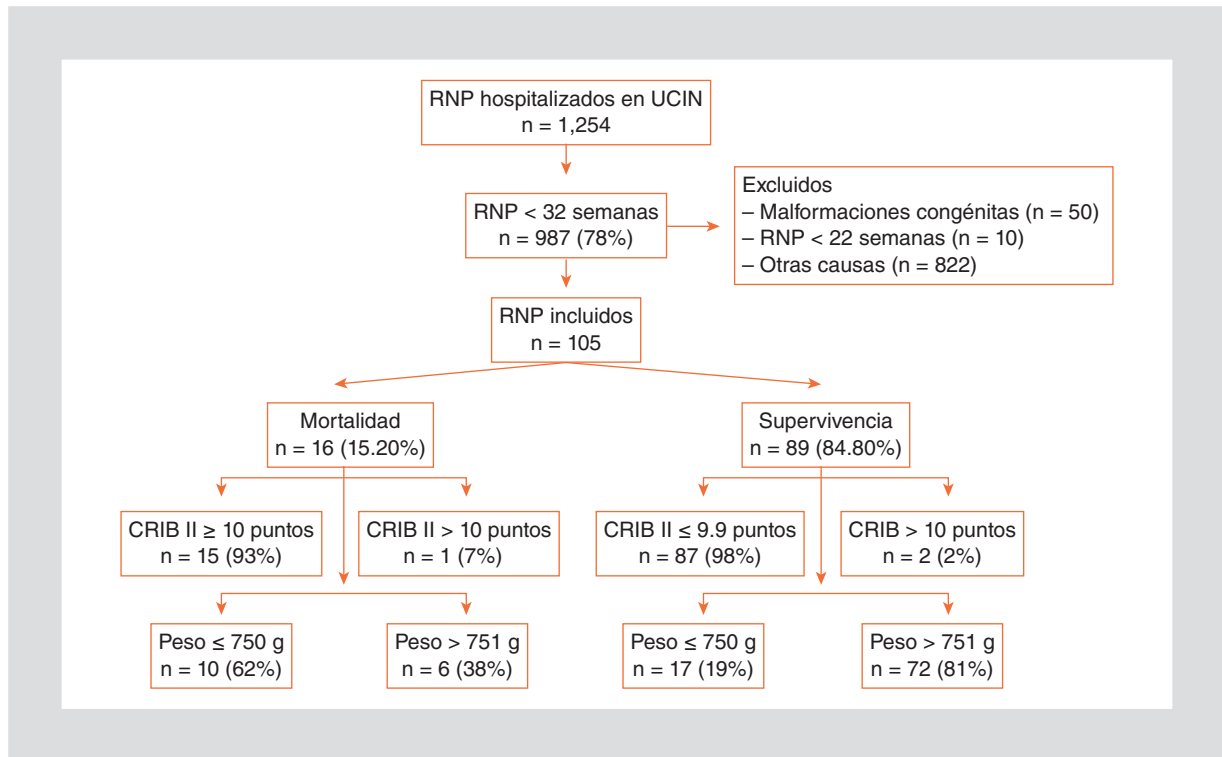 RNP hospitalizados en UCIN
n = 1,254
RNP < 32 semanas
n = 987 (78%)
Excluidos
– Malformaciones congénitas (n = 50)
– RNP < 22 semanas (n = 10)
– Otras causas (n = 822)
RNP incluidos
n = 105
Mortalidad
n = 16 (15.20%)
Supervivencia
n = 89 (84.80%)
CRIB II ≥ 10 puntos
n = 15 (93%)
CRIB II > 10 puntos
n = 1 (7%)
CRIB II ≤ 9.9 puntos
n = 87 (98%)
CRIB > 10 puntos
n = 2 (2%)
Peso ≤ 750 g
n = 10 (62%)
Peso > 751 g
n = 6 (38%)
Peso ≤ 750 g
n = 17 (19%)
Peso > 751 g
n = 72 (81%)